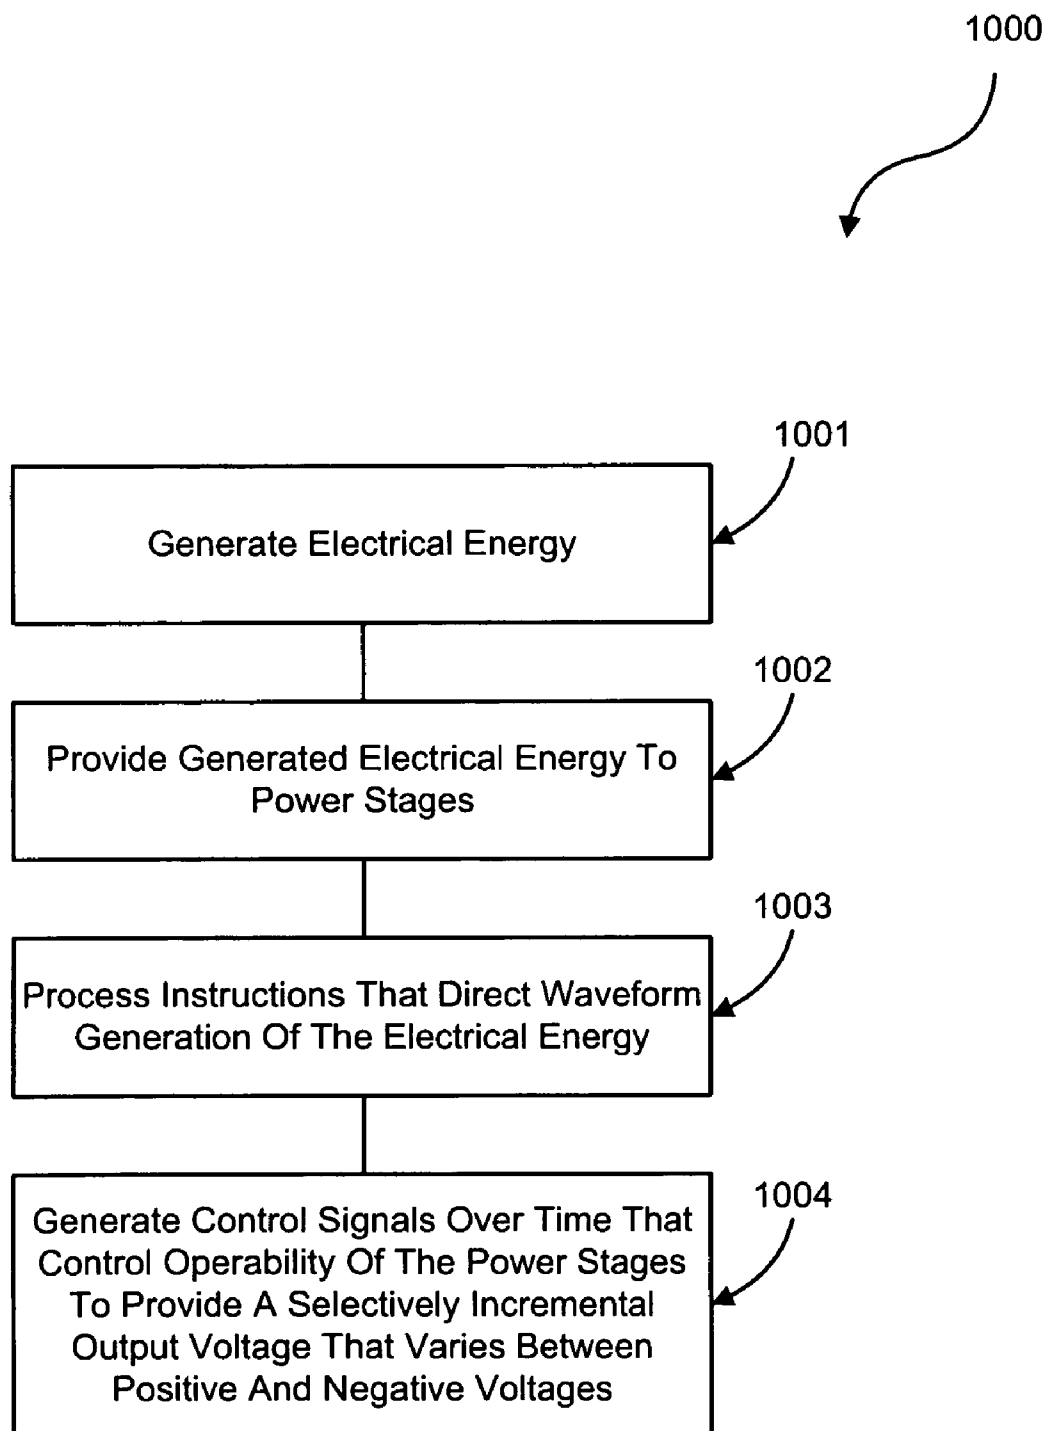 1000
1001
Generate Electrical Energy
1002
Provide Generated Electrical Energy To
Power Stages
1003
Process Instructions That Direct Waveform
Generation Of The Electrical Energy
1004
Generate Control Signals Over Time That
Control Operability Of The Power Stages
To Provide A Selectively Incremental
Output Voltage That Varies Between
Positive And Negative Voltages